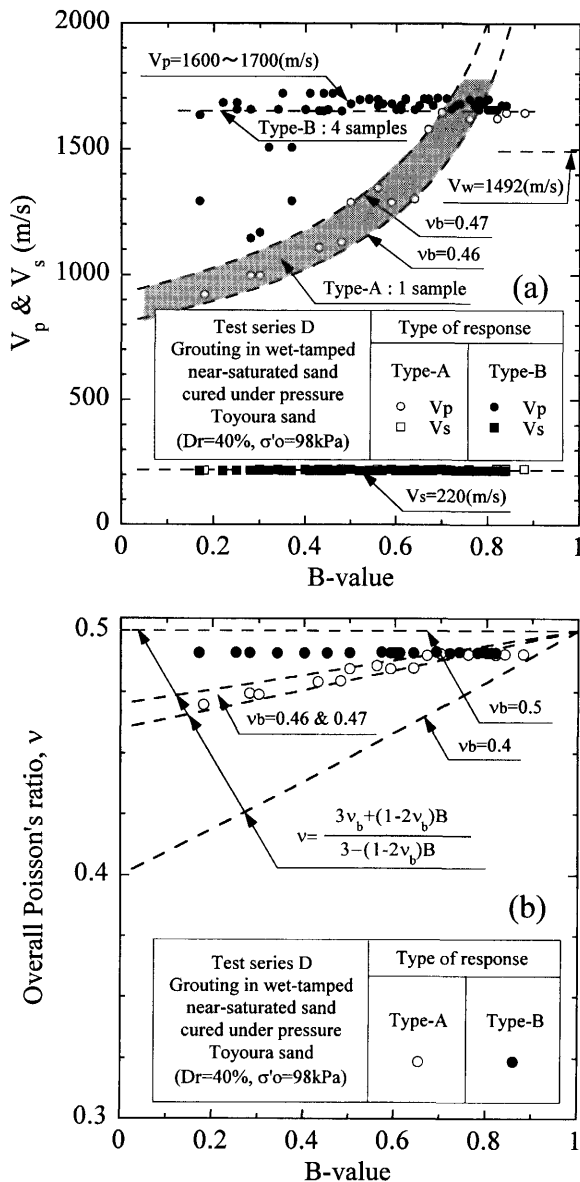 2000
1500
1000
500
0
V_p & V_s (m/s)
Vp=1600～1700(m/s)
Type-B : 4 samples
Vw=1492(m/s)
νb=0.47
νb=0.46
(a)
Type-A : 1 sample
Test series D
Grouting in wet-tamped
near-saturated sand
cured under pressure
Toyoura sand
(Dr=40%, σ'o=98kPa)
Type of response
Type-A
Type-B
Vp
Vs
Vp
Vs
Vs=220(m/s)
0 0.2 0.4 0.6 0.8 1
B-value
0.5
0.4
0.3
Overall Poisson's ratio, ν
νb=0.46 & 0.47
νb=0.5
νb=0.4
ν= 3ν_b+(1-2ν_b)B
3-(1-2ν_b)B
(b)
Test series D
Grouting in wet-tamped
near-saturated sand
cured under pressure
Toyoura sand
(Dr=40%, σ'o=98kPa)
Type of response
Type-A
Type-B
0 0.2 0.4 0.6 0.8 1
B-value